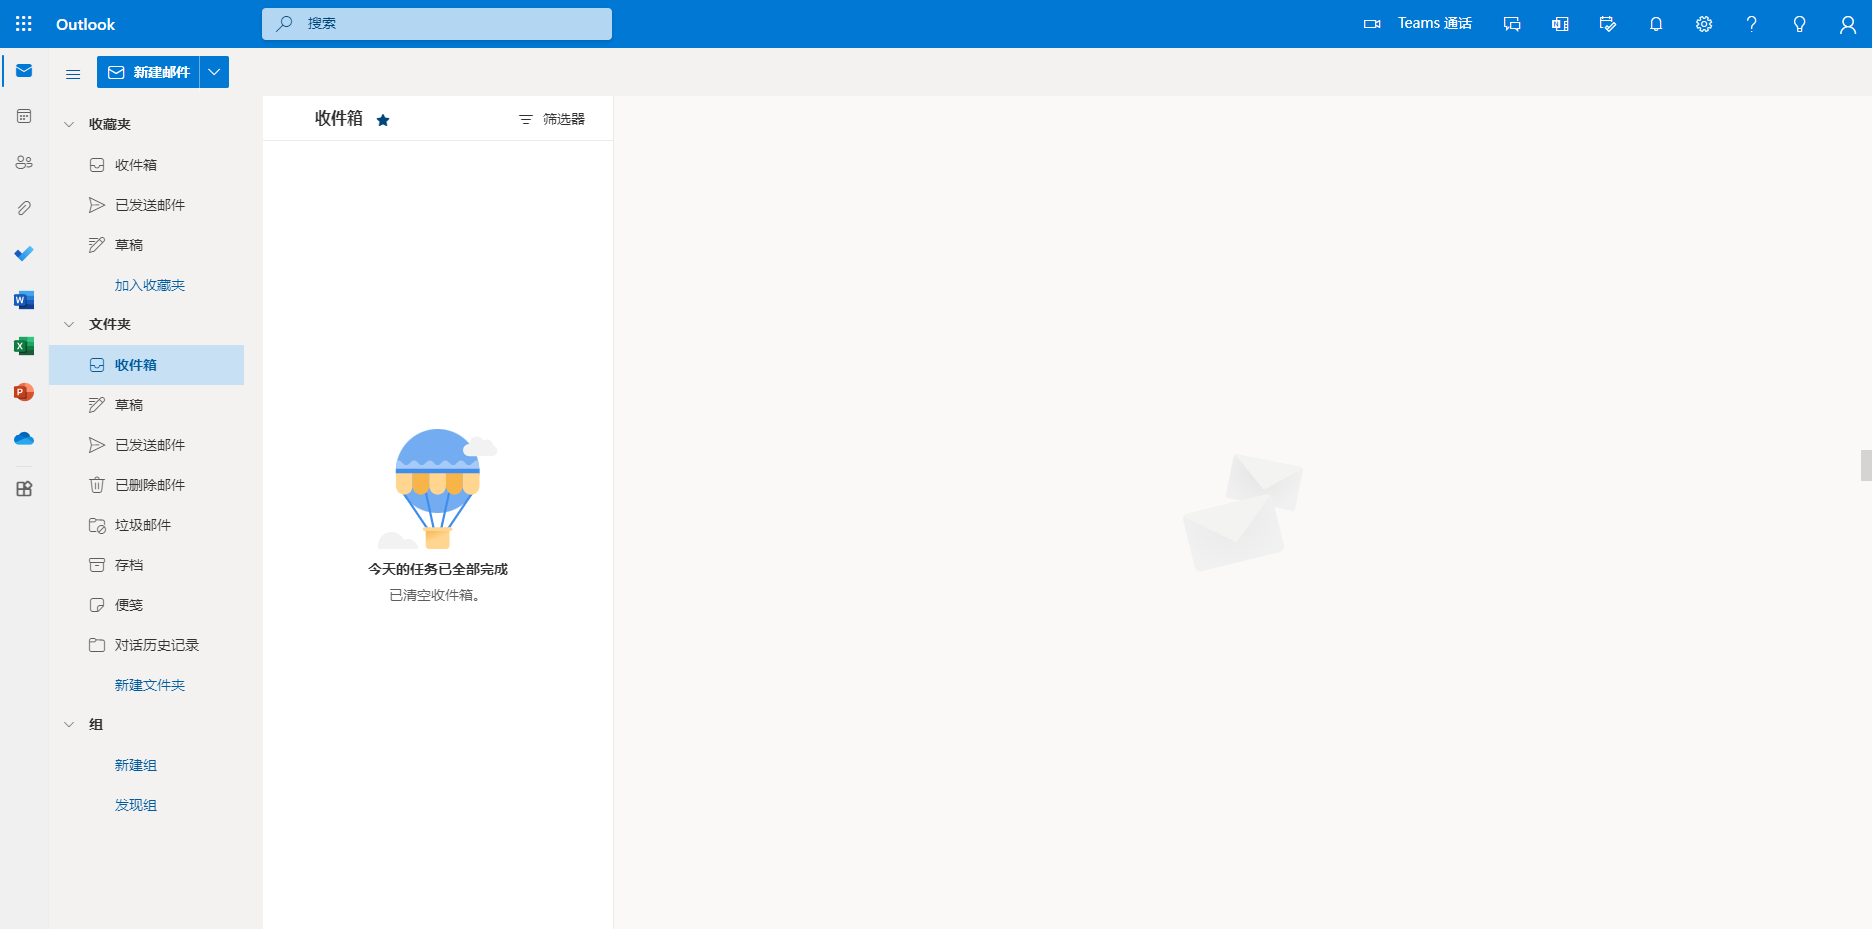 Outlook
搜索
Teams 通话
新建邮件
收藏夹
收件箱
已发送邮件
草稿
加入收藏夹
文件夹
收件箱
草稿
已发送邮件
已删除邮件
垃圾邮件
存档
便笺
对话历史记录
新建文件夹
组
新建组
发现组
收件箱
筛选器
今天的任务已全部完成
已清空收件箱。